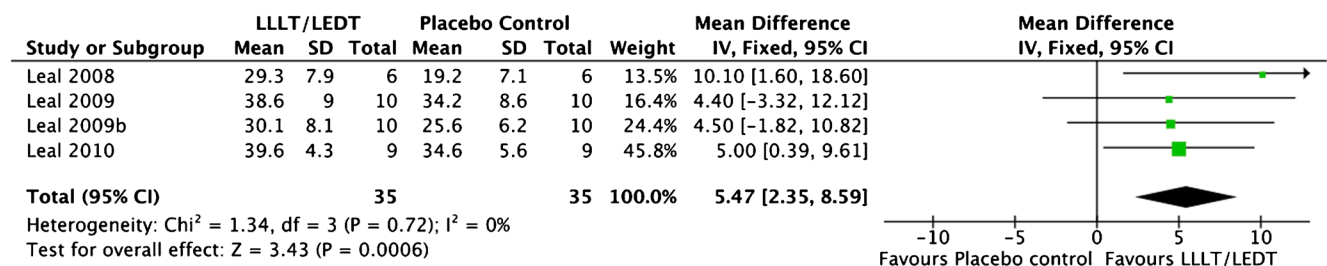 LLLT/LEDT Placebo Control Mean Difference Mean Difference
Study or Subgroup Mean SD Total Mean SD Total Weight IV, Fixed, 95% CI IV, Fixed, 95% CI
Leal 2008 29.3 7.9 6 19.2 7.1 6 13.5% 10.10 [1.60, 18.60]
Leal 2009 38.6 9 10 34.2 8.6 10 16.4% 4.40 [-3.32, 12.12]
Leal 2009b 30.1 8.1 10 25.6 6.2 10 24.4% 4.50 [-1.82, 10.82]
Leal 2010 39.6 4.3 9 34.6 5.6 9 45.8% 5.00 [0.39, 9.61]
Total (95% CI) 35 35 100.0% 5.47 [2.35, 8.59]
Heterogeneity: Chi² = 1.34, df = 3 (P = 0.72); I² = 0%
Test for overall effect: Z = 3.43 (P = 0.0006)
-10 -5 0 5 10
Favours Placebo control Favours LLLT/LEDT